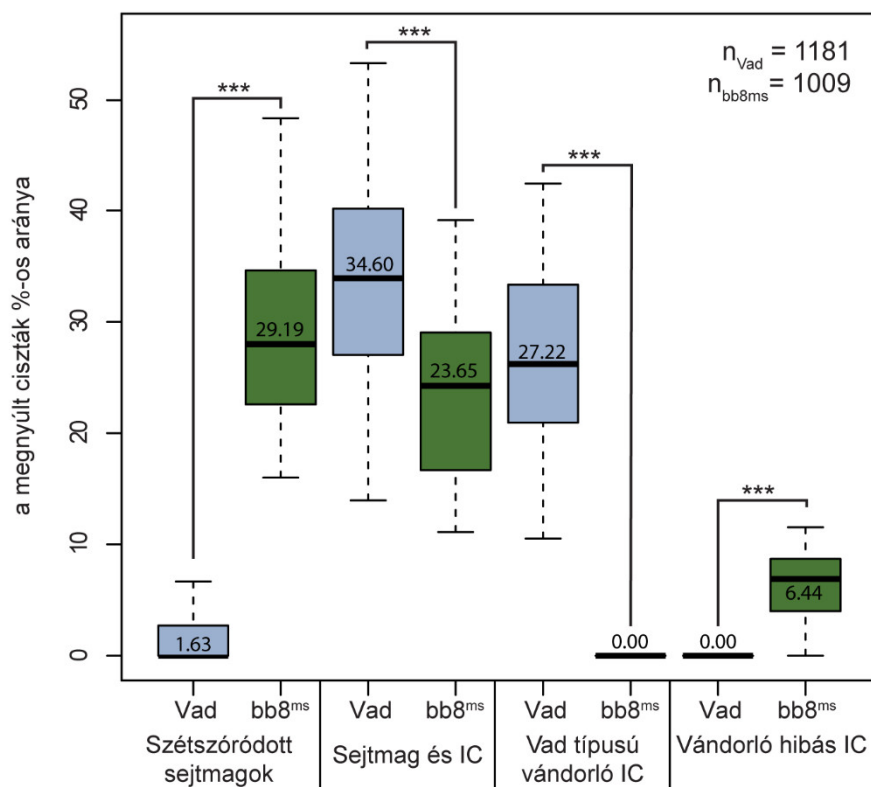 n_Vad = 1181
n_bb8ms = 1009
a megnyúlt ciszták %-os aránya
50
40
30
20
10
0
***
***
***
***
1.63
29.19
34.60
23.65
27.22
0.00
0.00
6.44
Vad bb8ᵐˢ Vad bb8ᵐˢ Vad bb8ᵐˢ Vad bb8ᵐˢ
Szétszóródott
sejtmagok
Sejtmag és IC
Vad típusú
vándorló IC
Vándorló hibás IC